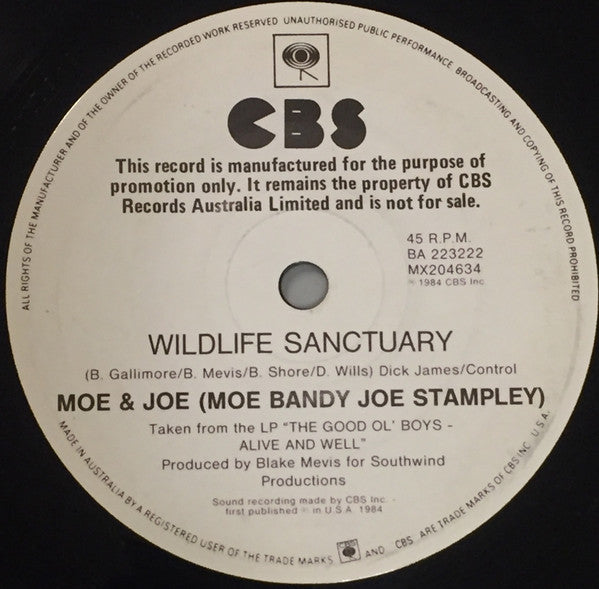 ALL RIGHTS OF THE MANUFACTURER AND OF THE OWNER OF THE RECORDED WORK RESERVED UNAUTHORISED PUBLIC PERFORMANCE BROADCASTING AND COPYING OF THIS RECORD PROHIBITED
CBS
This record is manufactured for the purpose of
promotion only. It remains the property of CBS
Records Australia Limited and is not for sale.
45 R.P.M.
BA 223222
MX204634
℗ 1984 CBS Inc
WILDLIFE SANCTUARY
(B. Gallimore/B. Mevis/B. Shore/D. Wills) Dick James/Control
MOE & JOE (MOE BANDY JOE STAMPLEY)
Taken from the LP "THE GOOD OL' BOYS -
ALIVE AND WELL"
Produced by Blake Mevis for Southwind
Productions
Sound recording made by CBS Inc. -
first published ℗ in U.S.A. 1984
MADE IN AUSTRALIA BY A REGISTERED USER OF THE TRADE MARKS CBS AND CBS ARE TRADE MARKS OF CBS INC. U.S.A.